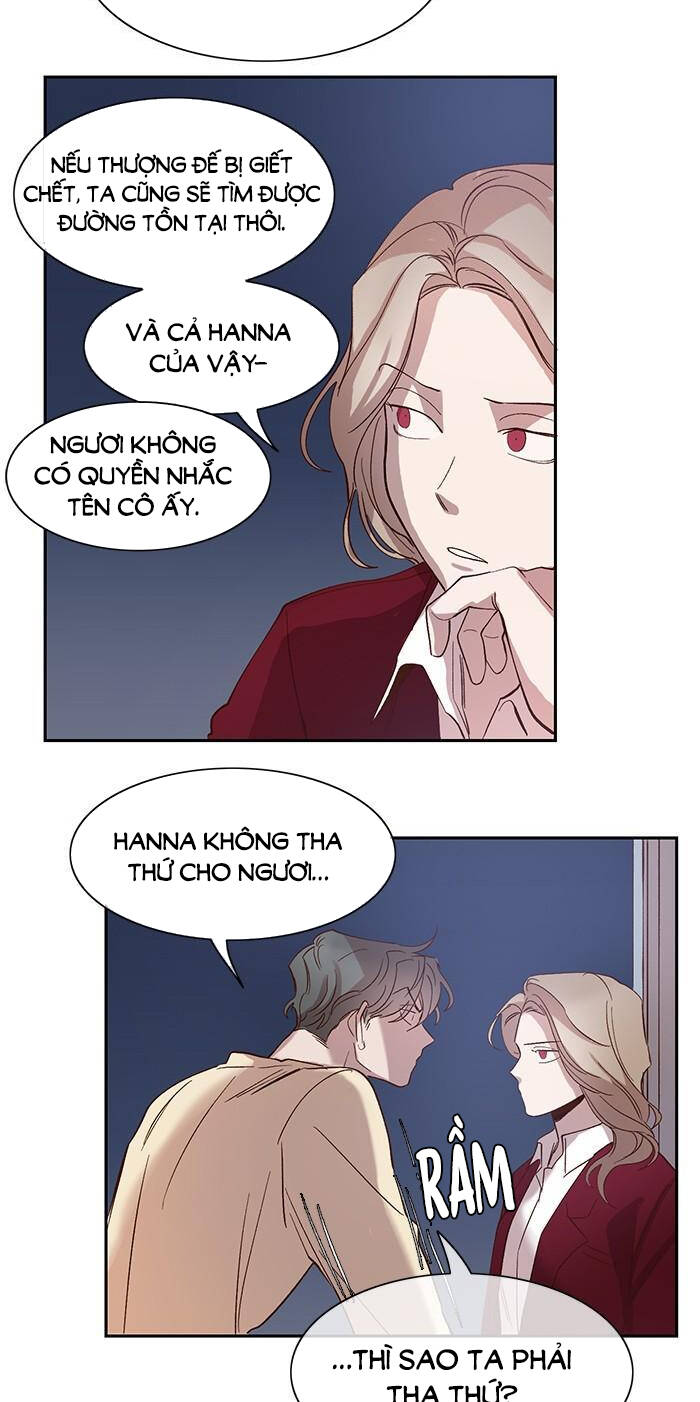 NẾU THƯỢNG ĐẾ BỊ GIẾT
CHẾT, TA CŨNG SẼ TÌM ĐƯỢC
ĐƯỜNG TỒN TẠI THÔI.
VÀ CẢ HANNA
CỦA VẬY-
NGƯƠI KHÔNG
CÓ QUYỀN NHẮC
TÊN CÔ ẤY.
HANNA KHÔNG THA
THỨ CHO NGƯƠI...
RẦM
...THÌ SAO TA PHẢI
THA THỨ?